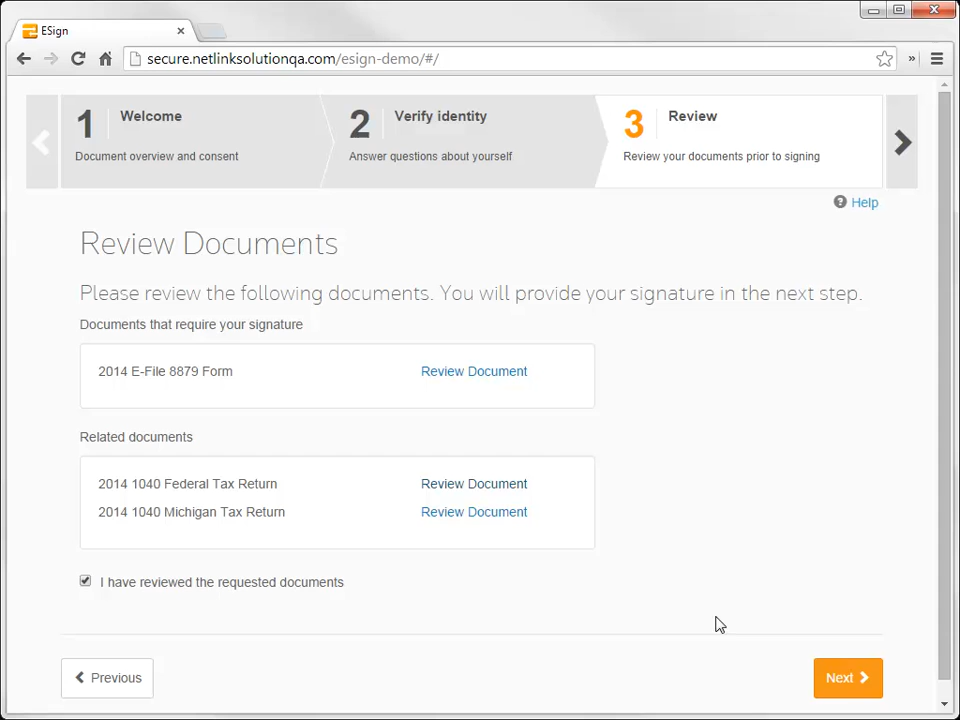 ESign
secure.netlinksolutionqa.com/esign-demo/#/
1 Welcome
Document overview and consent
2 Verify identity
Answer questions about yourself
3 Review
Review your documents prior to signing
Help
Review Documents
Please review the following documents. You will provide your signature in the next step.
Documents that require your signature
2014 E-File 8879 Form Review Document
Related documents
2014 1040 Federal Tax Return Review Document
2014 1040 Michigan Tax Return Review Document
I have reviewed the requested documents
Previous
Next